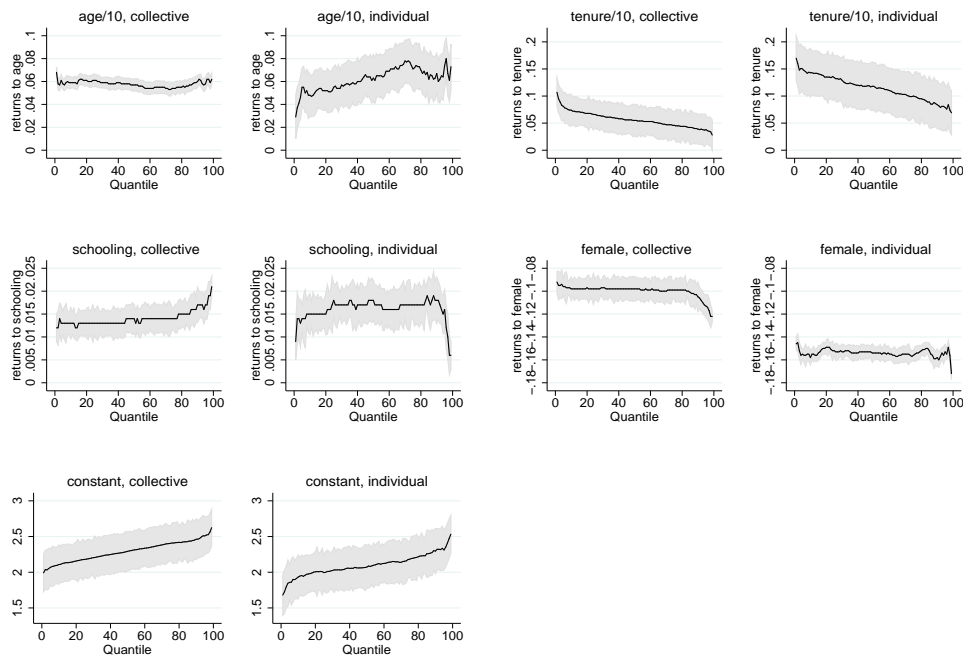 age/10, collective
returns to age
0 .02 .04 .06 .08 .1
0 20 40 60 80 100
Quantile
age/10, individual
returns to age
0 .02 .04 .06 .08 .1
0 20 40 60 80 100
Quantile
tenure/10, collective
returns to tenure
0 .05 .1 .15 .2
0 20 40 60 80 100
Quantile
tenure/10, individual
returns to tenure
0 .05 .1 .15 .2
0 20 40 60 80 100
Quantile
schooling, collective
returns to schooling
0 .005 .01 .015 .02 .025
0 20 40 60 80 100
Quantile
schooling, individual
returns to schooling
0 .005 .01 .015 .02 .025
0 20 40 60 80 100
Quantile
female, collective
returns to female
−.18 −.16 −.14 −.12 −.1 −.08
0 20 40 60 80 100
Quantile
female, individual
returns to female
−.18 −.16 −.14 −.12 −.1 −.08
0 20 40 60 80 100
Quantile
constant, collective
1.5 2 2.5 3
0 20 40 60 80 100
Quantile
constant, individual
1.5 2 2.5 3
0 20 40 60 80 100
Quantile